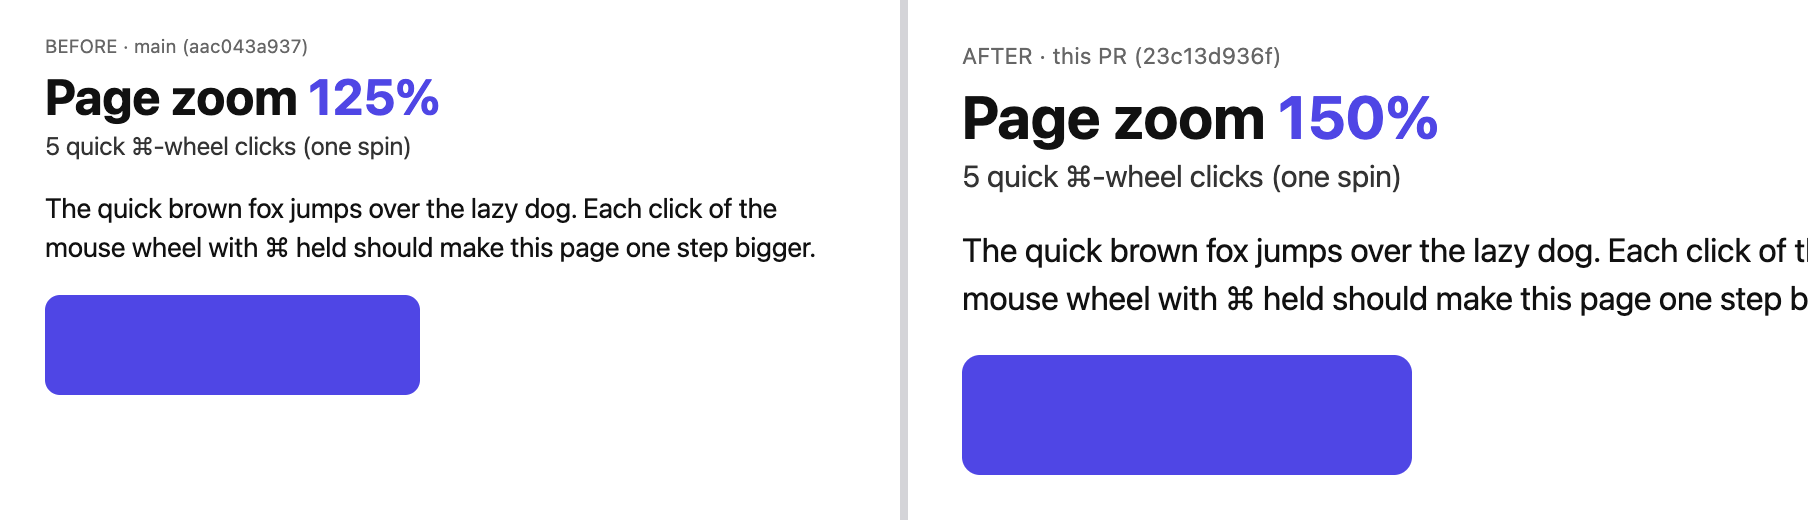 BEFORE · main (aac043a937)
Page zoom 125%
5 quick ⌘-wheel clicks (one spin)
The quick brown fox jumps over the lazy dog. Each click of the
mouse wheel with ⌘ held should make this page one step bigger.
AFTER · this PR (23c13d936f)
Page zoom 150%
5 quick ⌘-wheel clicks (one spin)
The quick brown fox jumps over the lazy dog. Each click of
mouse wheel with ⌘ held should make this page one step